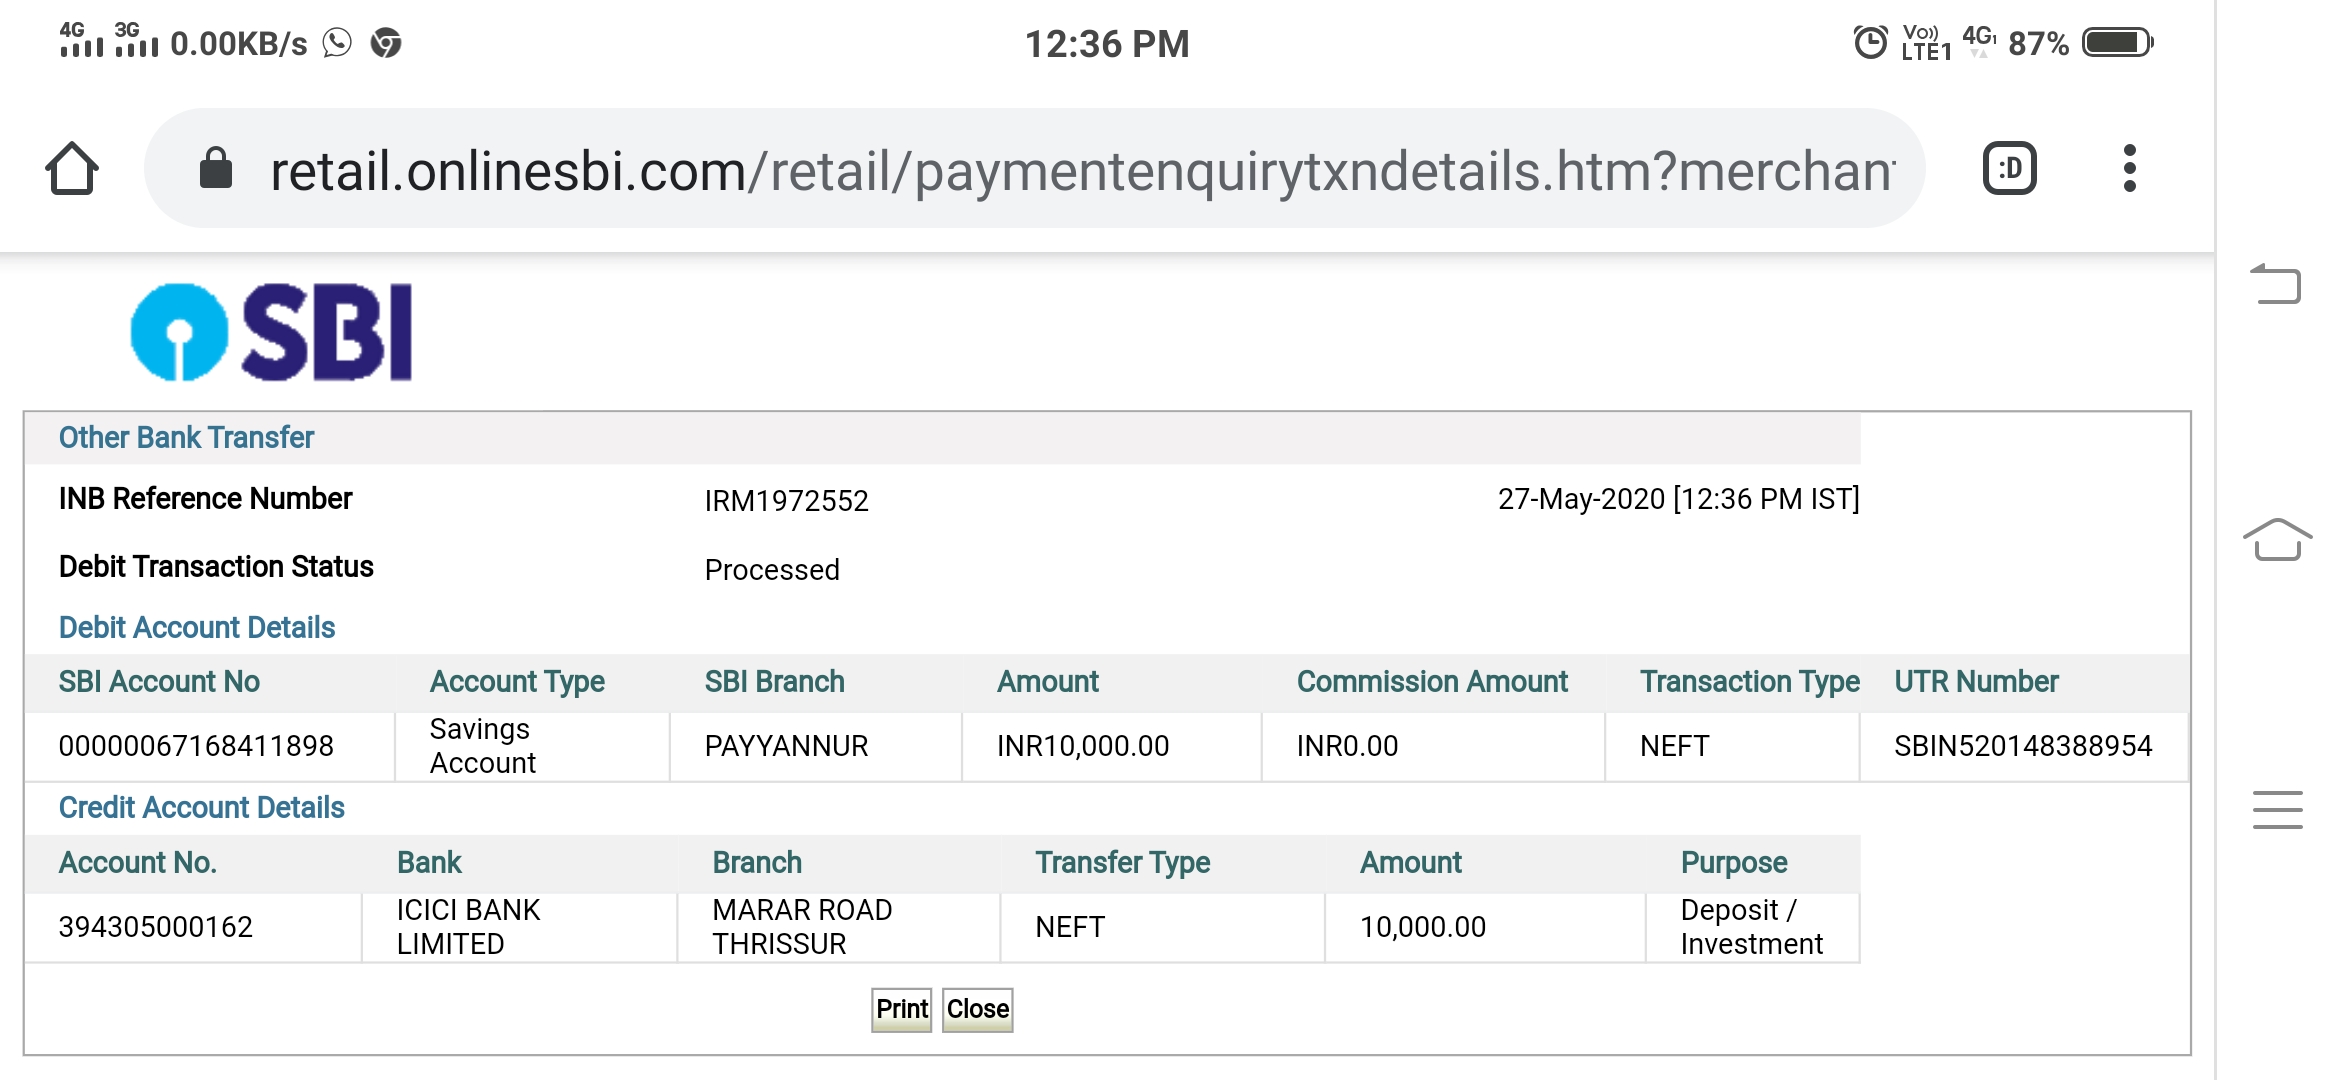 4G 3G 0.00KB/s 12:36 PM Vo)) LTE1 4G1 87%
retail.onlinesbi.com/retail/paymentenquirytxndetails.htm?merchan :D
SBI
Other Bank Transfer
INB Reference Number IRM1972552 27-May-2020 [12:36 PM IST]
Debit Transaction Status Processed
Debit Account Details
SBI Account No Account Type SBI Branch Amount Commission Amount Transaction Type UTR Number
00000067168411898 Savings Account PAYYANNUR INR10,000.00 INR0.00 NEFT SBIN520148388954
Credit Account Details
Account No. Bank Branch Transfer Type Amount Purpose
394305000162 ICICI BANK LIMITED MARAR ROAD THRISSUR NEFT 10,000.00 Deposit / Investment
Print Close